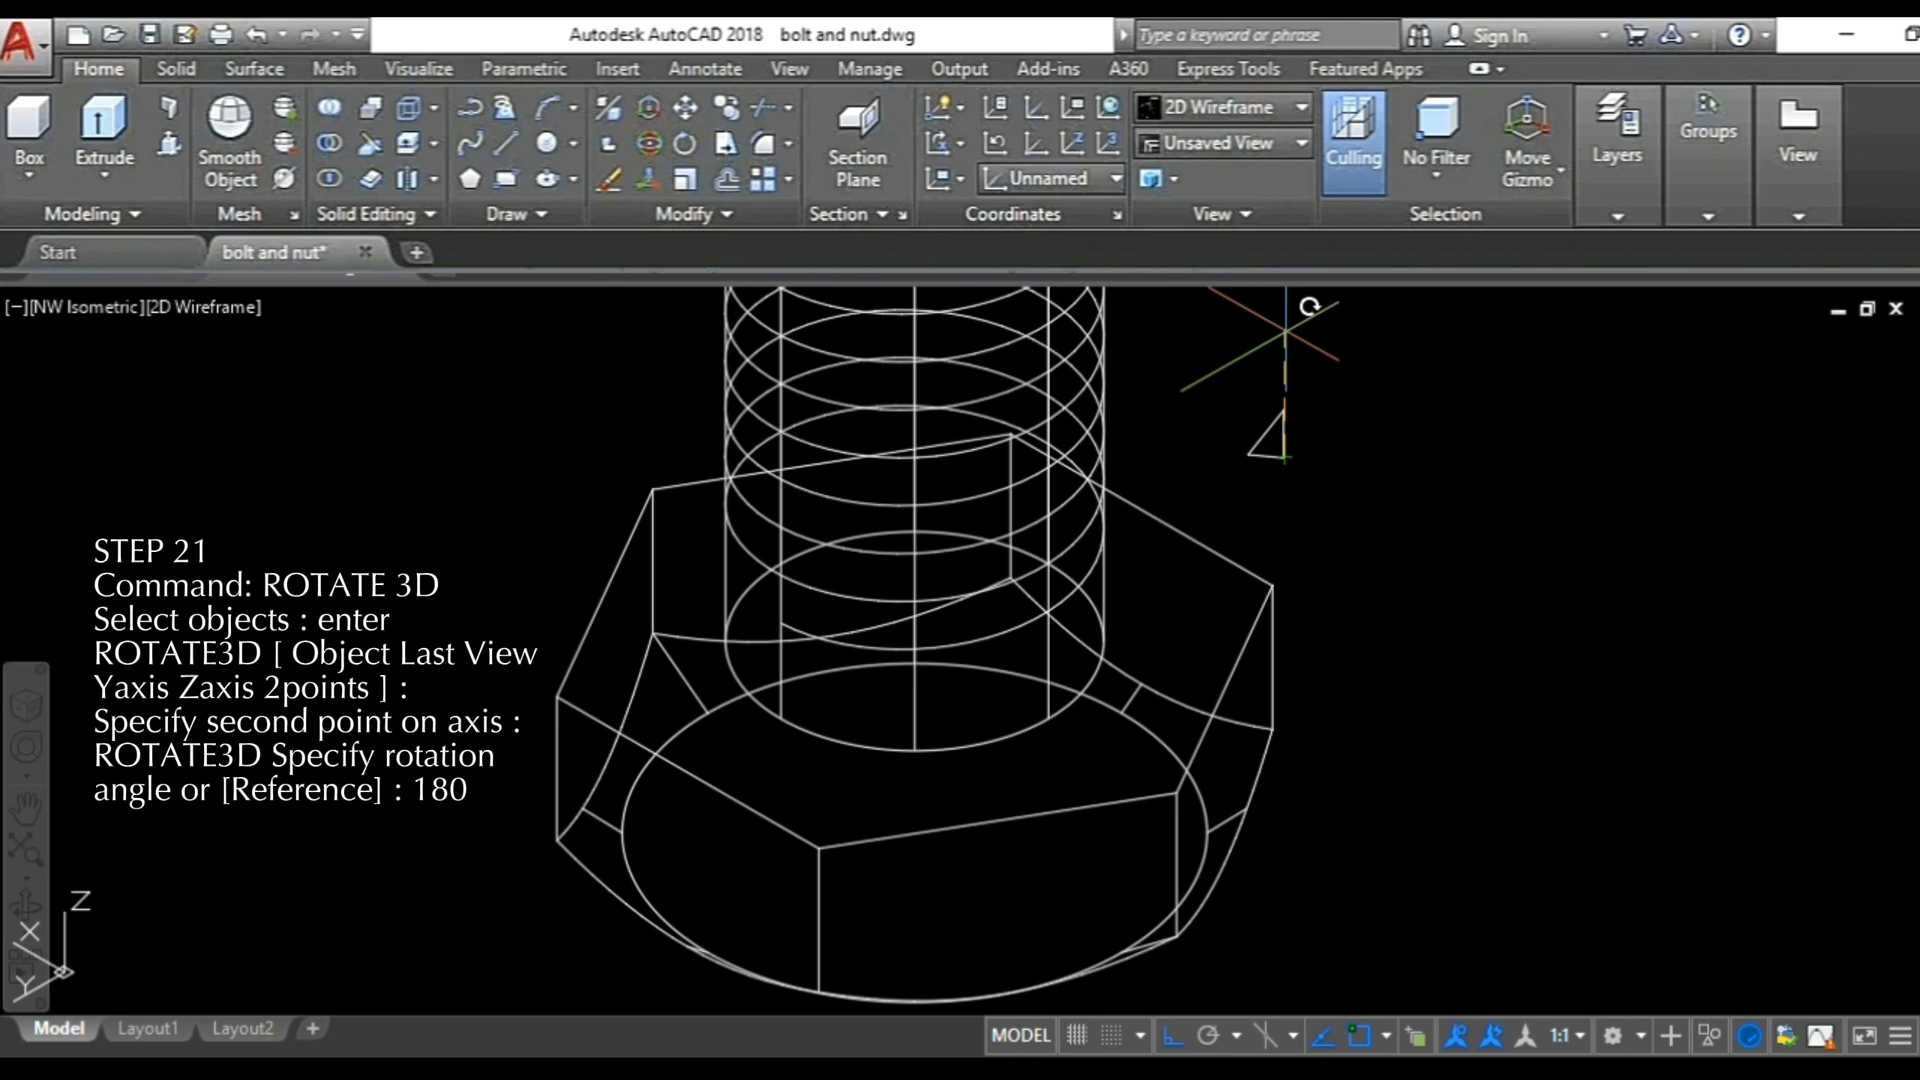 Autodesk AutoCAD 2018 bolt and nut.dwg
Type a keyword or phrase
Sign In
Home Solid Surface Mesh Visualize Parametric Insert Annotate View Manage Output Add-ins A360 Express Tools Featured Apps
Box
Extrude
Smooth Object
Section Plane
2D Wireframe
Unsaved View
Unnamed
Culling
No Filter
Move Gizmo
Layers
Groups
View
Modeling Mesh Solid Editing Draw Modify Section Coordinates View Selection
Start bolt and nut*
[−][NW Isometric][2D Wireframe]
STEP 21
Command: ROTATE 3D
Select objects : enter
ROTATE3D [ Object Last View
Yaxis Zaxis 2points ] :
Specify second point on axis :
ROTATE3D Specify rotation
angle or [Reference] : 180
Z
X
Y
Model Layout1 Layout2
MODEL 1:1